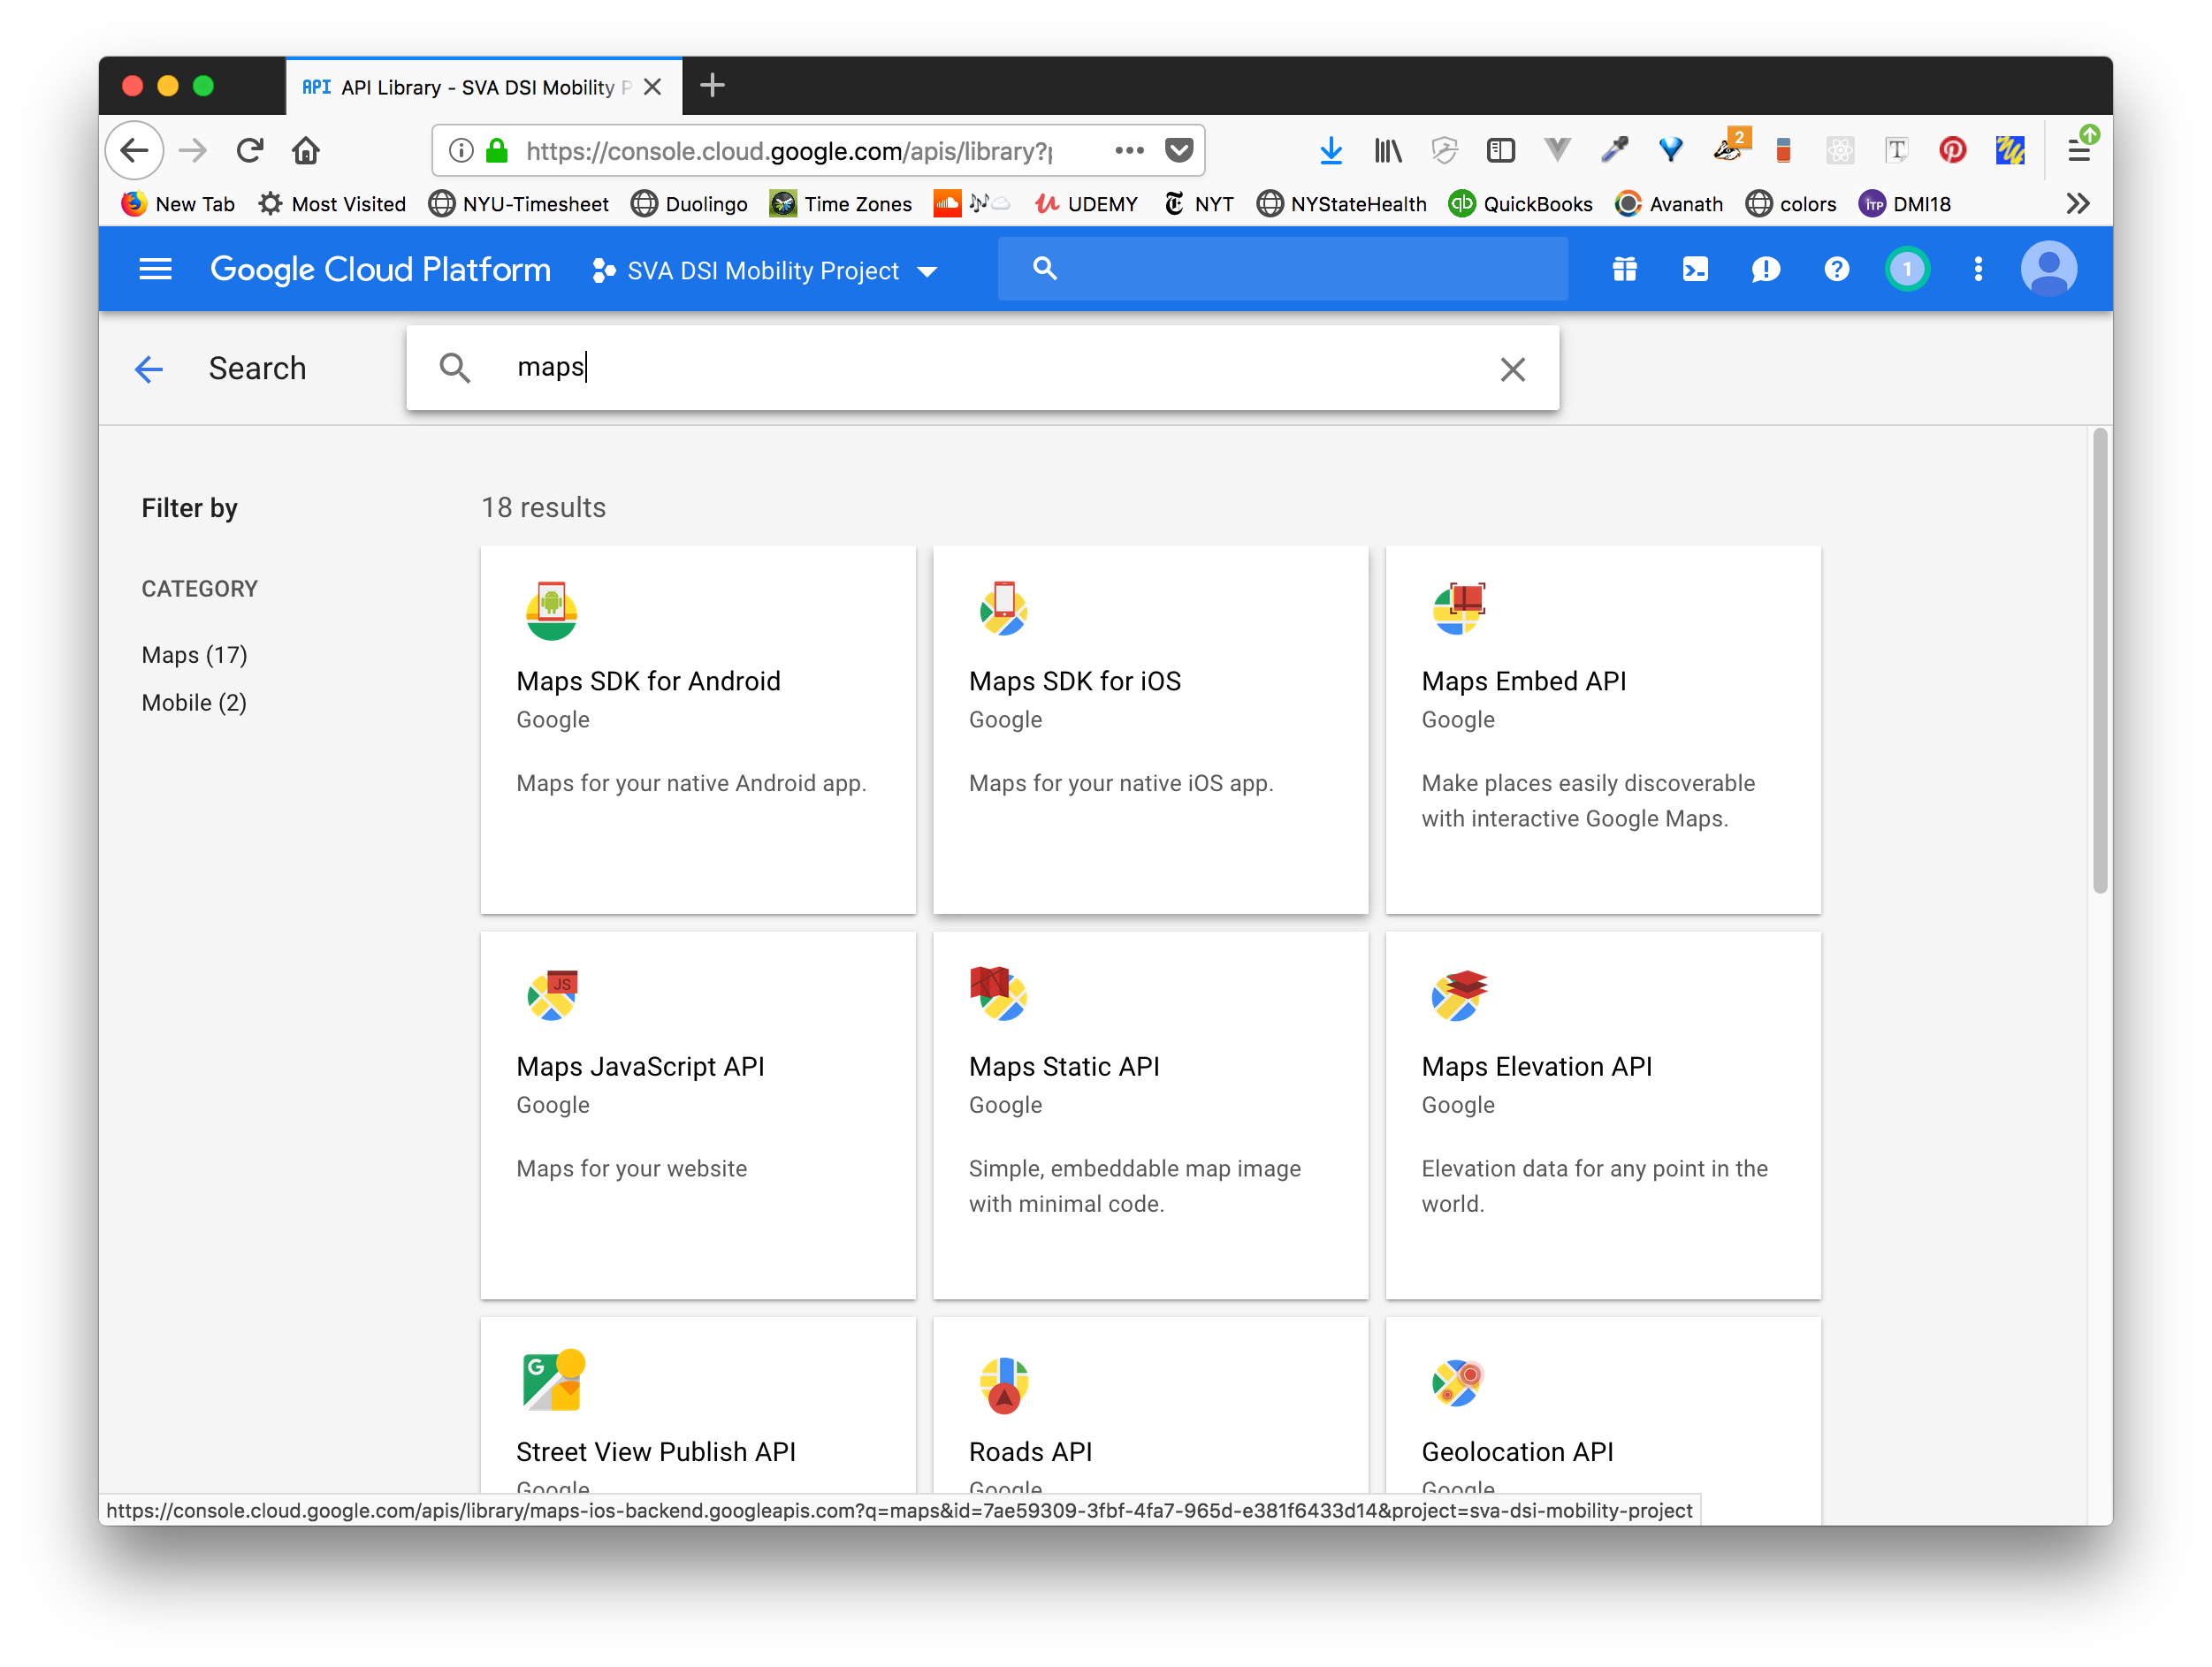 API API Library - SVA DSI Mobility P
https://console.cloud.google.com/apis/library?p
2
New Tab Most Visited NYU-Timesheet Duolingo Time Zones UDEMY NYT NYStateHealth qb QuickBooks Avanath colors iTP DMI18
Google Cloud Platform SVA DSI Mobility Project 1
Search maps
Filter by
18 results
CATEGORY
Maps (17)
Mobile (2)
Maps SDK for Android
Google
Maps for your native Android app.
Maps SDK for iOS
Google
Maps for your native iOS app.
Maps Embed API
Google
Make places easily discoverable
with interactive Google Maps.
JS
Maps JavaScript API
Google
Maps for your website
Maps Static API
Google
Simple, embeddable map image
with minimal code.
Maps Elevation API
Google
Elevation data for any point in the
world.
G
Street View Publish API
Google
Roads API
Google
Geolocation API
Google
https://console.cloud.google.com/apis/library/maps-ios-backend.googleapis.com?q=maps&id=7ae59309-3fbf-4fa7-965d-e381f6433d14&project=sva-dsi-mobility-project